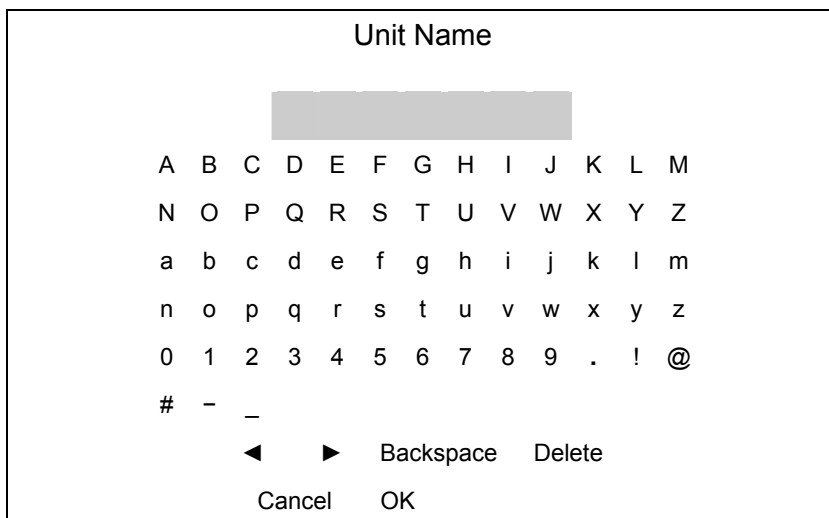 Unit Name
A B C D E F G H I J K L M
N O P Q R S T U V W X Y Z
a b c d e f g h i j k l m
n o p q r s t u v w x y z
0 1 2 3 4 5 6 7 8 9 . ! @
# − _
◄ ► Backspace Delete
Cancel OK